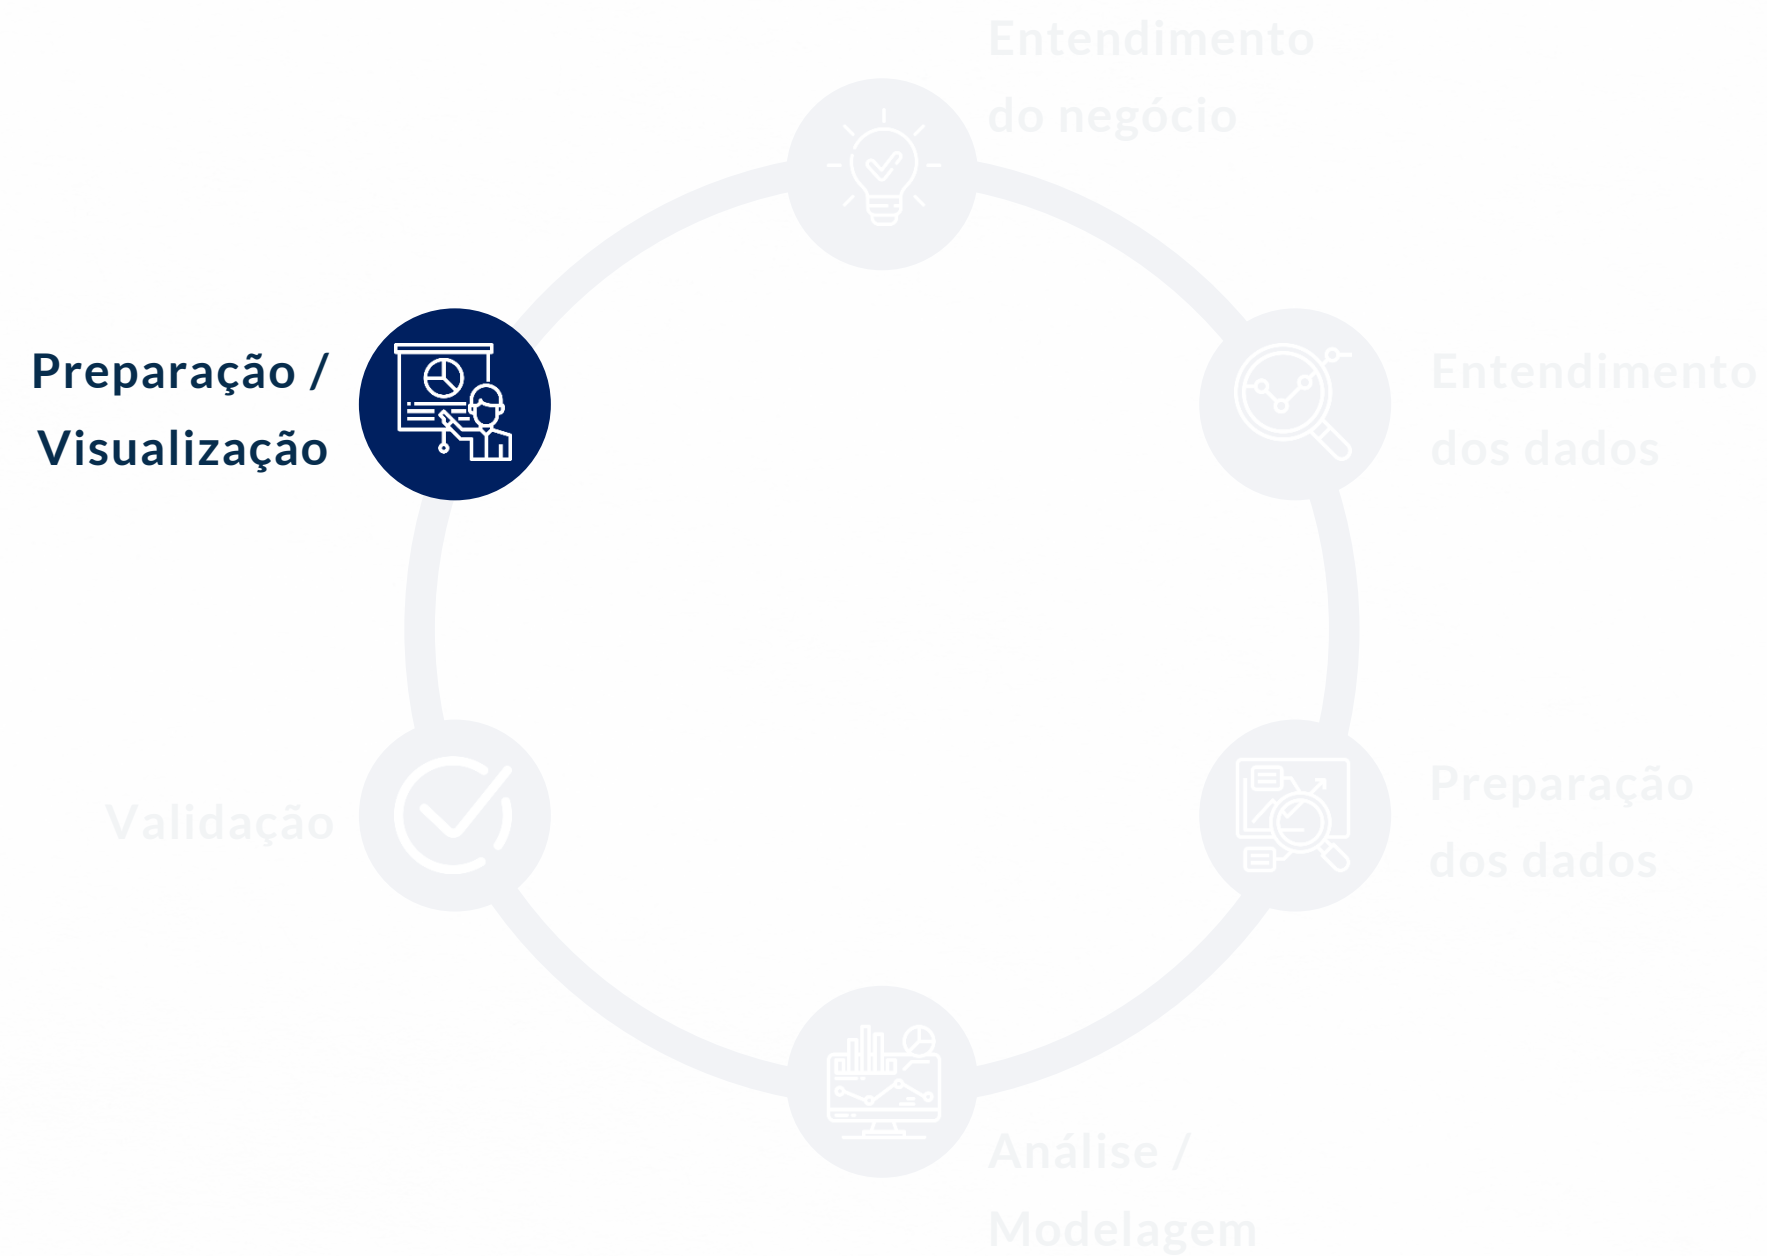 Entendimento
do negócio
Preparação /
Visualização
Entendimento
dos dados
Validação
Preparação
dos dados
Análise /
Modelagem